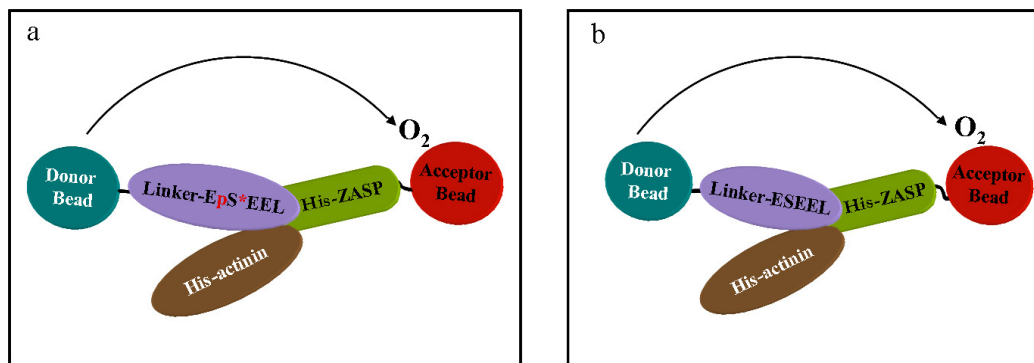 a
O₂
Donor
Bead
Linker-EpS*EEL
His-ZASP
Acceptor
Bead
His-actinin
b
O₂
Donor
Bead
Linker-ESEEL
His-ZASP
Acceptor
Bead
His-actinin